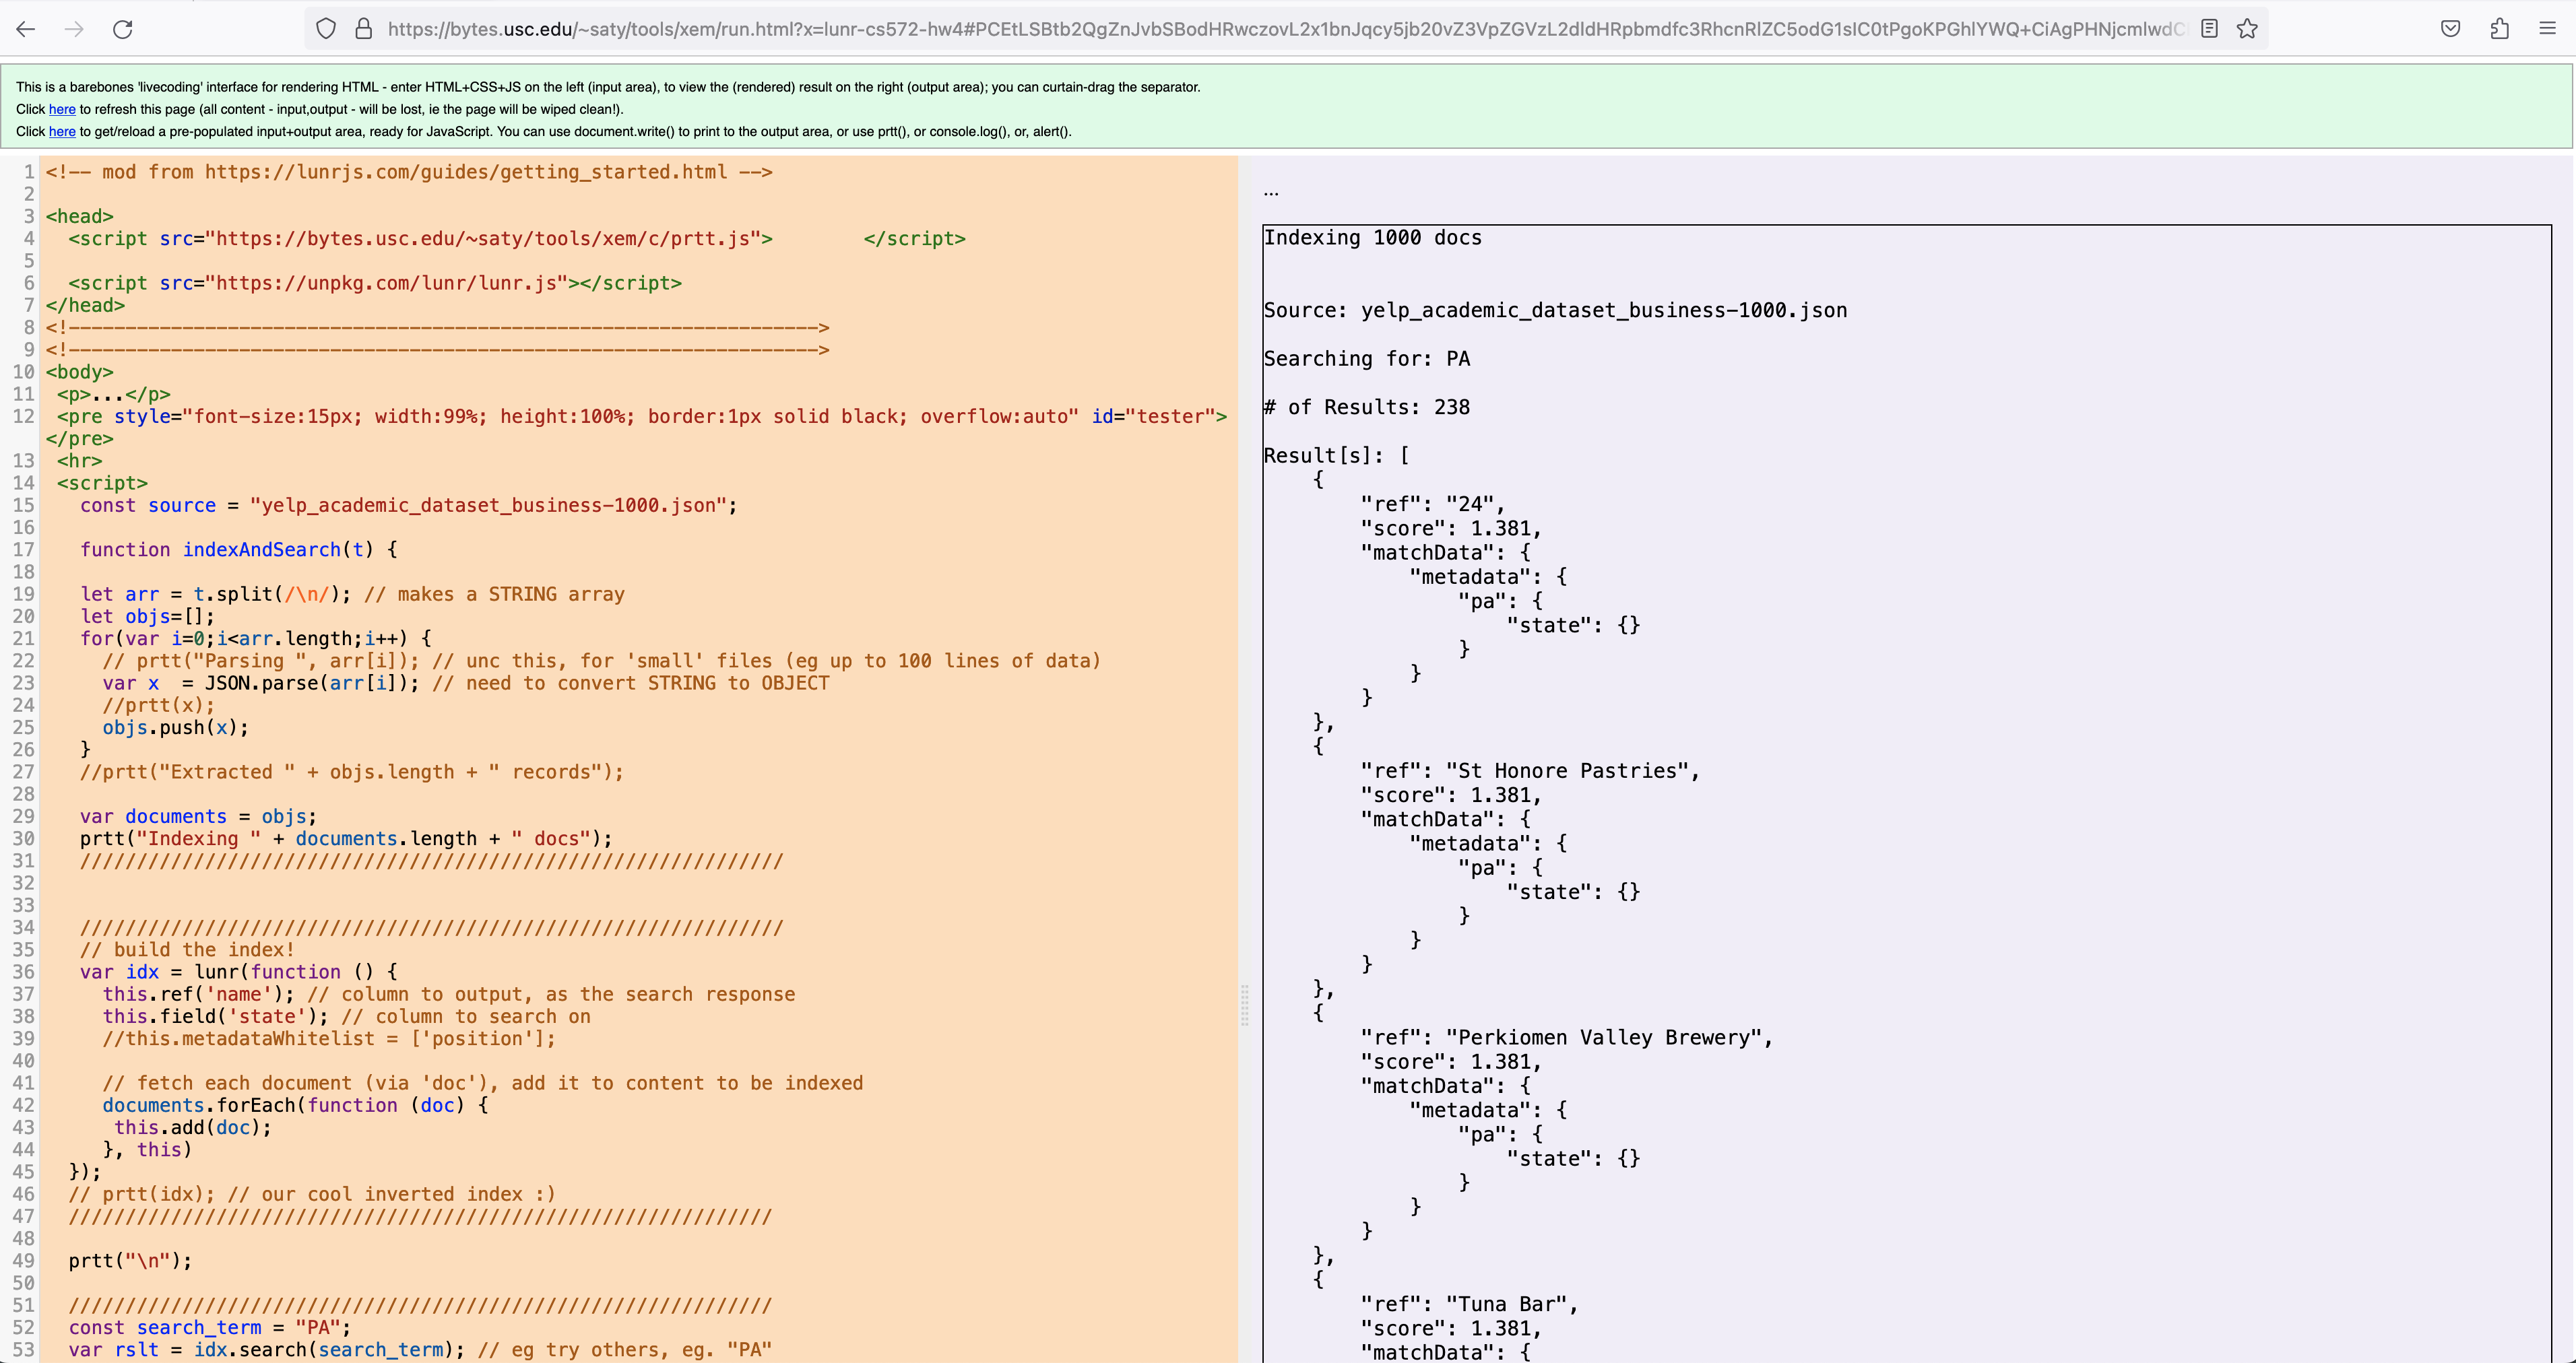 https://bytes.usc.edu/~saty/tools/xem/run.html?x=lunr-cs572-hw4#PCEtLSBtb2QgZnJvbSBodHRwczovL2x1bnJqcy5jb20vZ3VpZGVzL2dldHRpbmdfc3RhcnRlZC5odG1sIC0tPgoKPGhlYWQ+CiAgPHNjcmlwdC
This is a barebones 'livecoding' interface for rendering HTML - enter HTML+CSS+JS on the left (input area), to view the (rendered) result on the right (output area); you can curtain-drag the separator.
Click here to refresh this page (all content - input,output - will be lost, ie the page will be wiped clean!).
Click here to get/reload a pre-populated input+output area, ready for JavaScript. You can use document.write() to print to the output area, or use prtt(), or console.log(), or, alert().
1 <!-- mod from https://lunrjs.com/guides/getting_started.html -->
2
3 <head>
4   <script src="https://bytes.usc.edu/~saty/tools/xem/c/prtt.js">        </script>
5
6   <script src="https://unpkg.com/lunr/lunr.js"></script>
7 </head>
8 <!------------------------------------------------------------------>
9 <!------------------------------------------------------------------>
10 <body>
11  <p>...</p>
12  <pre style="font-size:15px; width:99%; height:100%; border:1px solid black; overflow:auto" id="tester">
</pre>
13  <hr>
14  <script>
15    const source = "yelp_academic_dataset_business-1000.json";
16
17    function indexAndSearch(t) {
18
19    let arr = t.split(/\n/); // makes a STRING array
20    let objs=[];
21    for(var i=0;i<arr.length;i++) {
22      // prtt("Parsing ", arr[i]); // unc this, for 'small' files (eg up to 100 lines of data)
23      var x  = JSON.parse(arr[i]); // need to convert STRING to OBJECT
24      //prtt(x);
25      objs.push(x);
26    }
27    //prtt("Extracted " + objs.length + " records");
28
29    var documents = objs;
30    prtt("Indexing " + documents.length + " docs");
31    //////////////////////////////////////////////////////////////
32
33
34    //////////////////////////////////////////////////////////////
35    // build the index!
36    var idx = lunr(function () {
37      this.ref('name'); // column to output, as the search response
38      this.field('state'); // column to search on
39      //this.metadataWhitelist = ['position'];
40
41      // fetch each document (via 'doc'), add it to content to be indexed
42      documents.forEach(function (doc) {
43       this.add(doc);
44      }, this)
45   });
46   // prtt(idx); // our cool inverted index :)
47   //////////////////////////////////////////////////////////////
48
49   prtt("\n");
50
51   //////////////////////////////////////////////////////////////
52   const search_term = "PA";
53   var rslt = idx.search(search_term); // eg try others, eg. "PA"
...
Indexing 1000 docs
Source: yelp_academic_dataset_business-1000.json
Searching for: PA
# of Results: 238
Result[s]: [
    {
        "ref": "24",
        "score": 1.381,
        "matchData": {
            "metadata": {
                "pa": {
                    "state": {}
                }
            }
        }
    },
    {
        "ref": "St Honore Pastries",
        "score": 1.381,
        "matchData": {
            "metadata": {
                "pa": {
                    "state": {}
                }
            }
        }
    },
    {
        "ref": "Perkiomen Valley Brewery",
        "score": 1.381,
        "matchData": {
            "metadata": {
                "pa": {
                    "state": {}
                }
            }
        }
    },
    {
        "ref": "Tuna Bar",
        "score": 1.381,
        "matchData": {